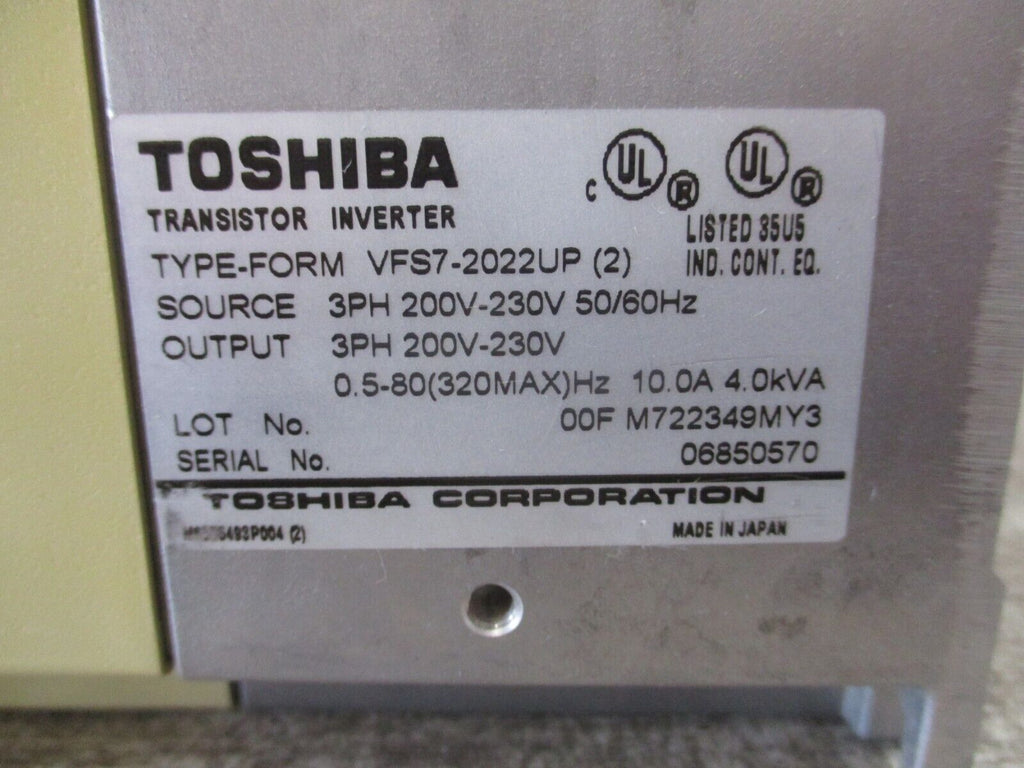 TOSHIBA
C UL R UL R
TRANSISTOR INVERTER
LISTED 35U5
TYPE-FORM VFS7-2022UP (2) IND. CONT. EQ.
SOURCE 3PH 200V-230V 50/60Hz
OUTPUT 3PH 200V-230V
0.5-80(320MAX)Hz 10.0A 4.0kVA
LOT No. 00F M722349MY3
SERIAL No. 06850570
TOSHIBA CORPORATION
MADE IN JAPAN